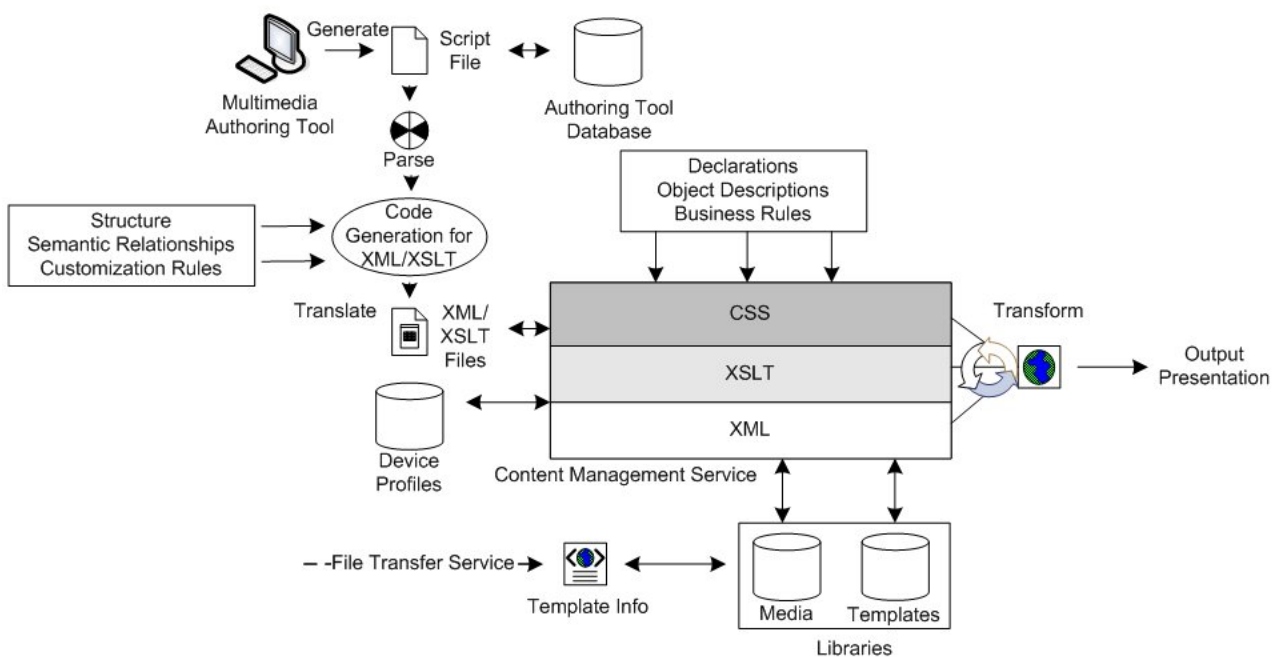 Generate
Script
File
Multimedia
Authoring Tool
Authoring Tool
Database
Parse
Declarations
Object Descriptions
Business Rules
Structure
Semantic Relationships
Customization Rules
Code
Generation for
XML/XSLT
Translate
XML/
XSLT
Files
CSS
XSLT
XML
Transform
Output
Presentation
Device
Profiles
Content Management Service
File Transfer Service
Template Info
Media
Templates
Libraries